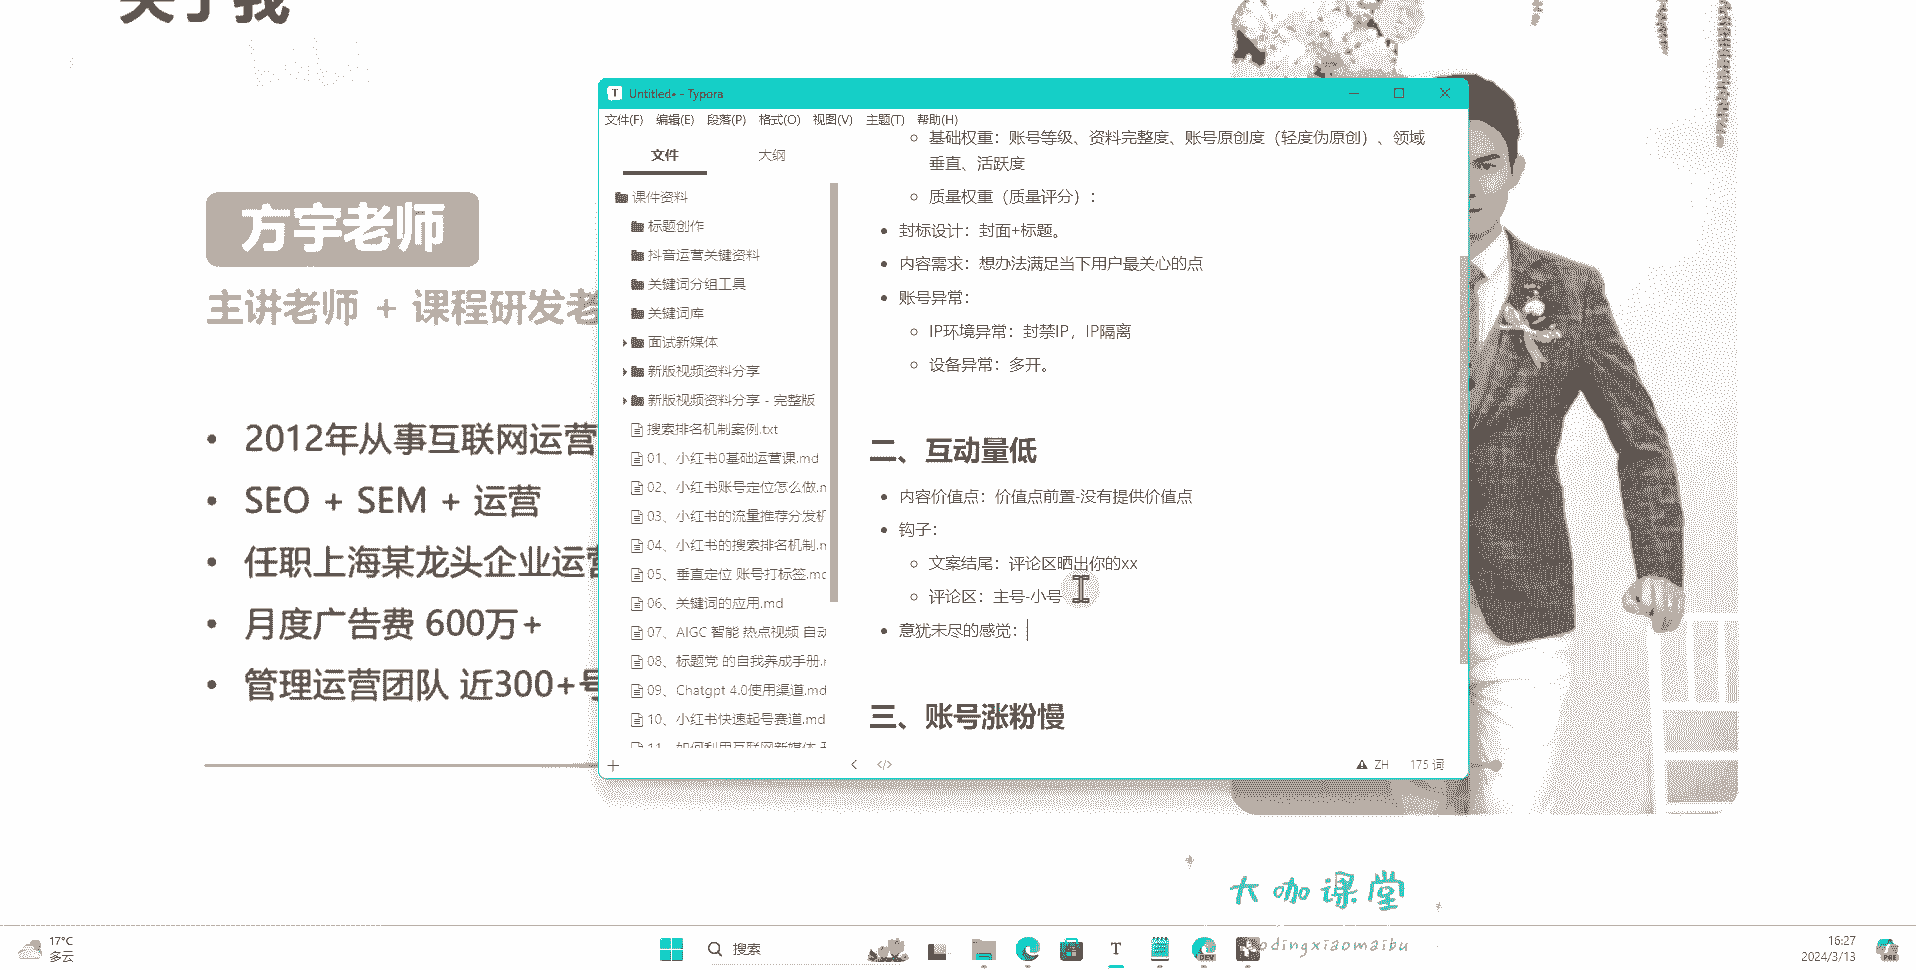 关于我
方宇老师
主讲老师 + 课程研发老
2012年从事互联网运营
SEO + SEM + 运营
任职上海某龙头企业运营
月度广告费 600万+
管理运营团队 近300+号
T Untitled• - Typora
文件(F) 编辑(E) 段落(P) 格式(O) 视图(V) 主题(T) 帮助(H)
文件 大纲
课件资料
标题创作
抖音运营关键资料
关键词分组工具
关键词库
面试新媒体
新版视频资料分享
新版视频资料分享 - 完整版
搜索排名机制案例.txt
01、小红书0基础运营课.md
02、小红书账号定位怎么做.m
03、小红书的流量推荐分发机
04、小红书的搜索排名机制.m
05、垂直定位 账号打标签.md
06、关键词的应用.md
07、AIGC 智能 热点视频 自动
08、标题党 的自我养成手册.
09、Chatgpt 4.0使用渠道.md
10、小红书快速起号赛道.md
11、如何利用互联网新媒体
基础权重：账号等级、资料完整度、账号原创度（轻度伪原创）、领域
垂直、活跃度
质量权重（质量评分）：
封标设计：封面+标题。
内容需求：想办法满足当下用户最关心的点
账号异常：
IP环境异常：封禁IP，IP隔离
设备异常：多开。
二、互动量低
内容价值点：价值点前置-没有提供价值点
钩子：
文案结尾：评论区晒出你的xx
评论区：主号-小号
意犹未尽的感觉：
三、账号涨粉慢
ZH 175 词
大咖课堂
odingxiaomaibu
17°C
多云
搜索
T
DEV
16:27
2024/3/13
PRE